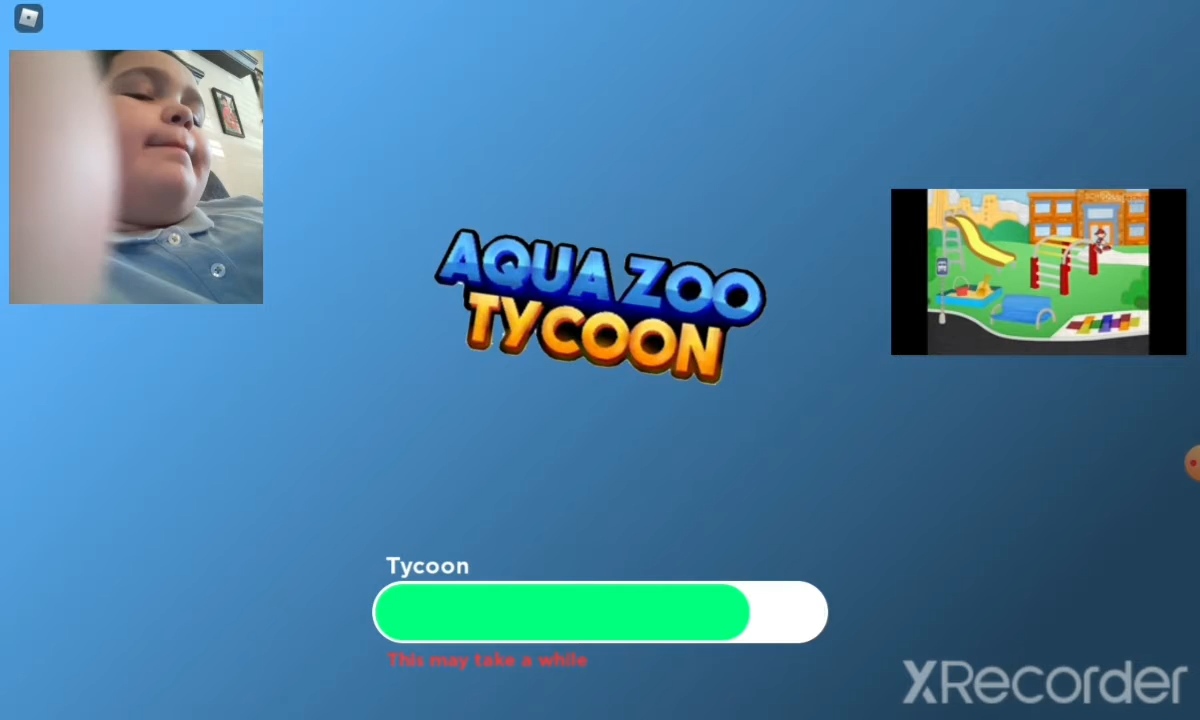 AQUA ZOO
TYCOON
Tycoon
This may take a while
XRecorder